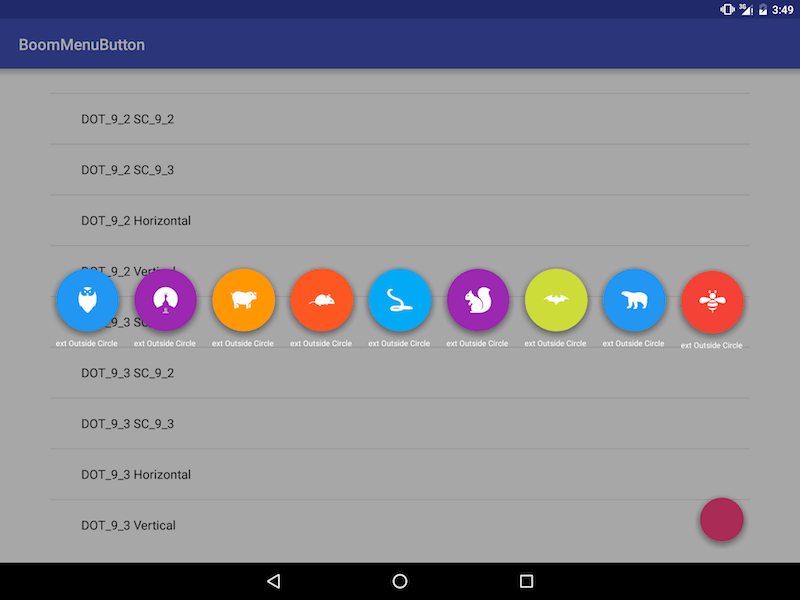 3G 3:49
BoomMenuButton
DOT_9_2 SC_9_2
DOT_9_2 SC_9_3
DOT_9_2 Horizontal
DOT_9_2 Vertical
DOT_9_3 SC
ext Outside Circle ext Outside Circle ext Outside Circle ext Outside Circle ext Outside Circle ext Outside Circle ext Outside Circle ext Outside Circle ext Outside Circle
DOT_9_3 SC_9_2
DOT_9_3 SC_9_3
DOT_9_3 Horizontal
DOT_9_3 Vertical